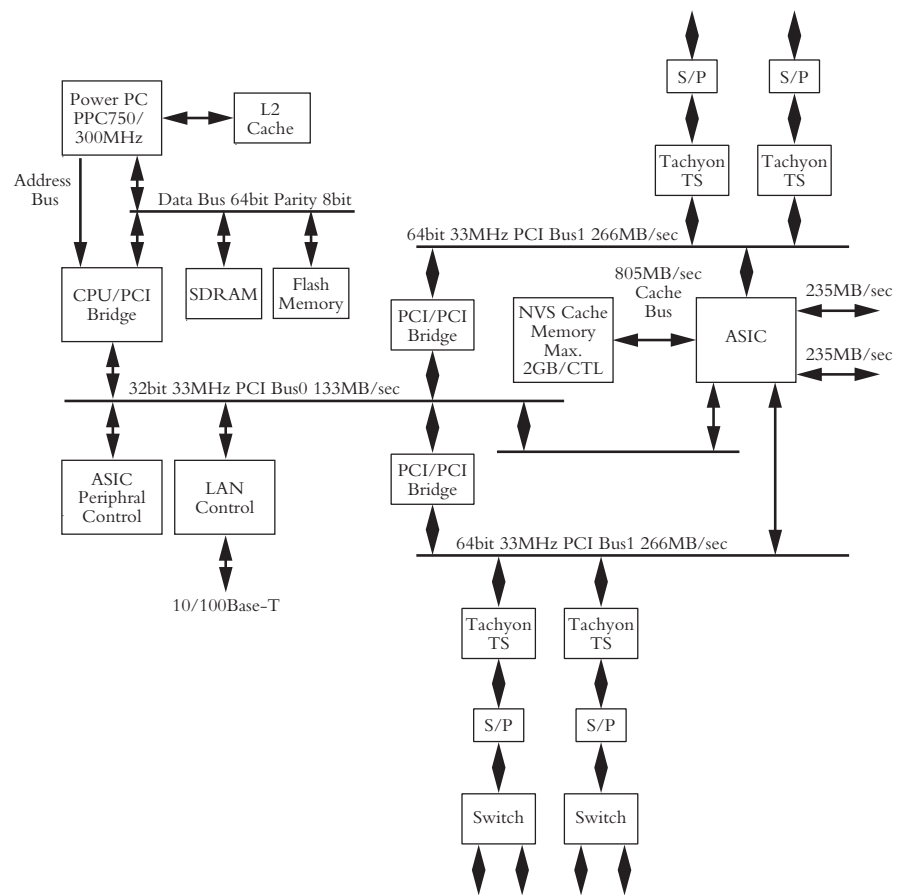 S/P
S/P
Power PC
PPC750/
300MHz
L2
Cache
Tachyon
TS
Tachyon
TS
Address
Bus
Data Bus 64bit Parity 8bit
64bit 33MHz PCI Bus1 266MB/sec
CPU/PCI
Bridge
SDRAM
Flash
Memory
PCI/PCI
Bridge
NVS Cache
Memory
Max.
2GB/CTL
805MB/sec
Cache
Bus
ASIC
235MB/sec
235MB/sec
32bit 33MHz PCI Bus0 133MB/sec
ASIC
Periphral
Control
LAN
Control
PCI/PCI
Bridge
64bit 33MHz PCI Bus1 266MB/sec
10/100Base-T
Tachyon
TS
Tachyon
TS
S/P
S/P
Switch
Switch